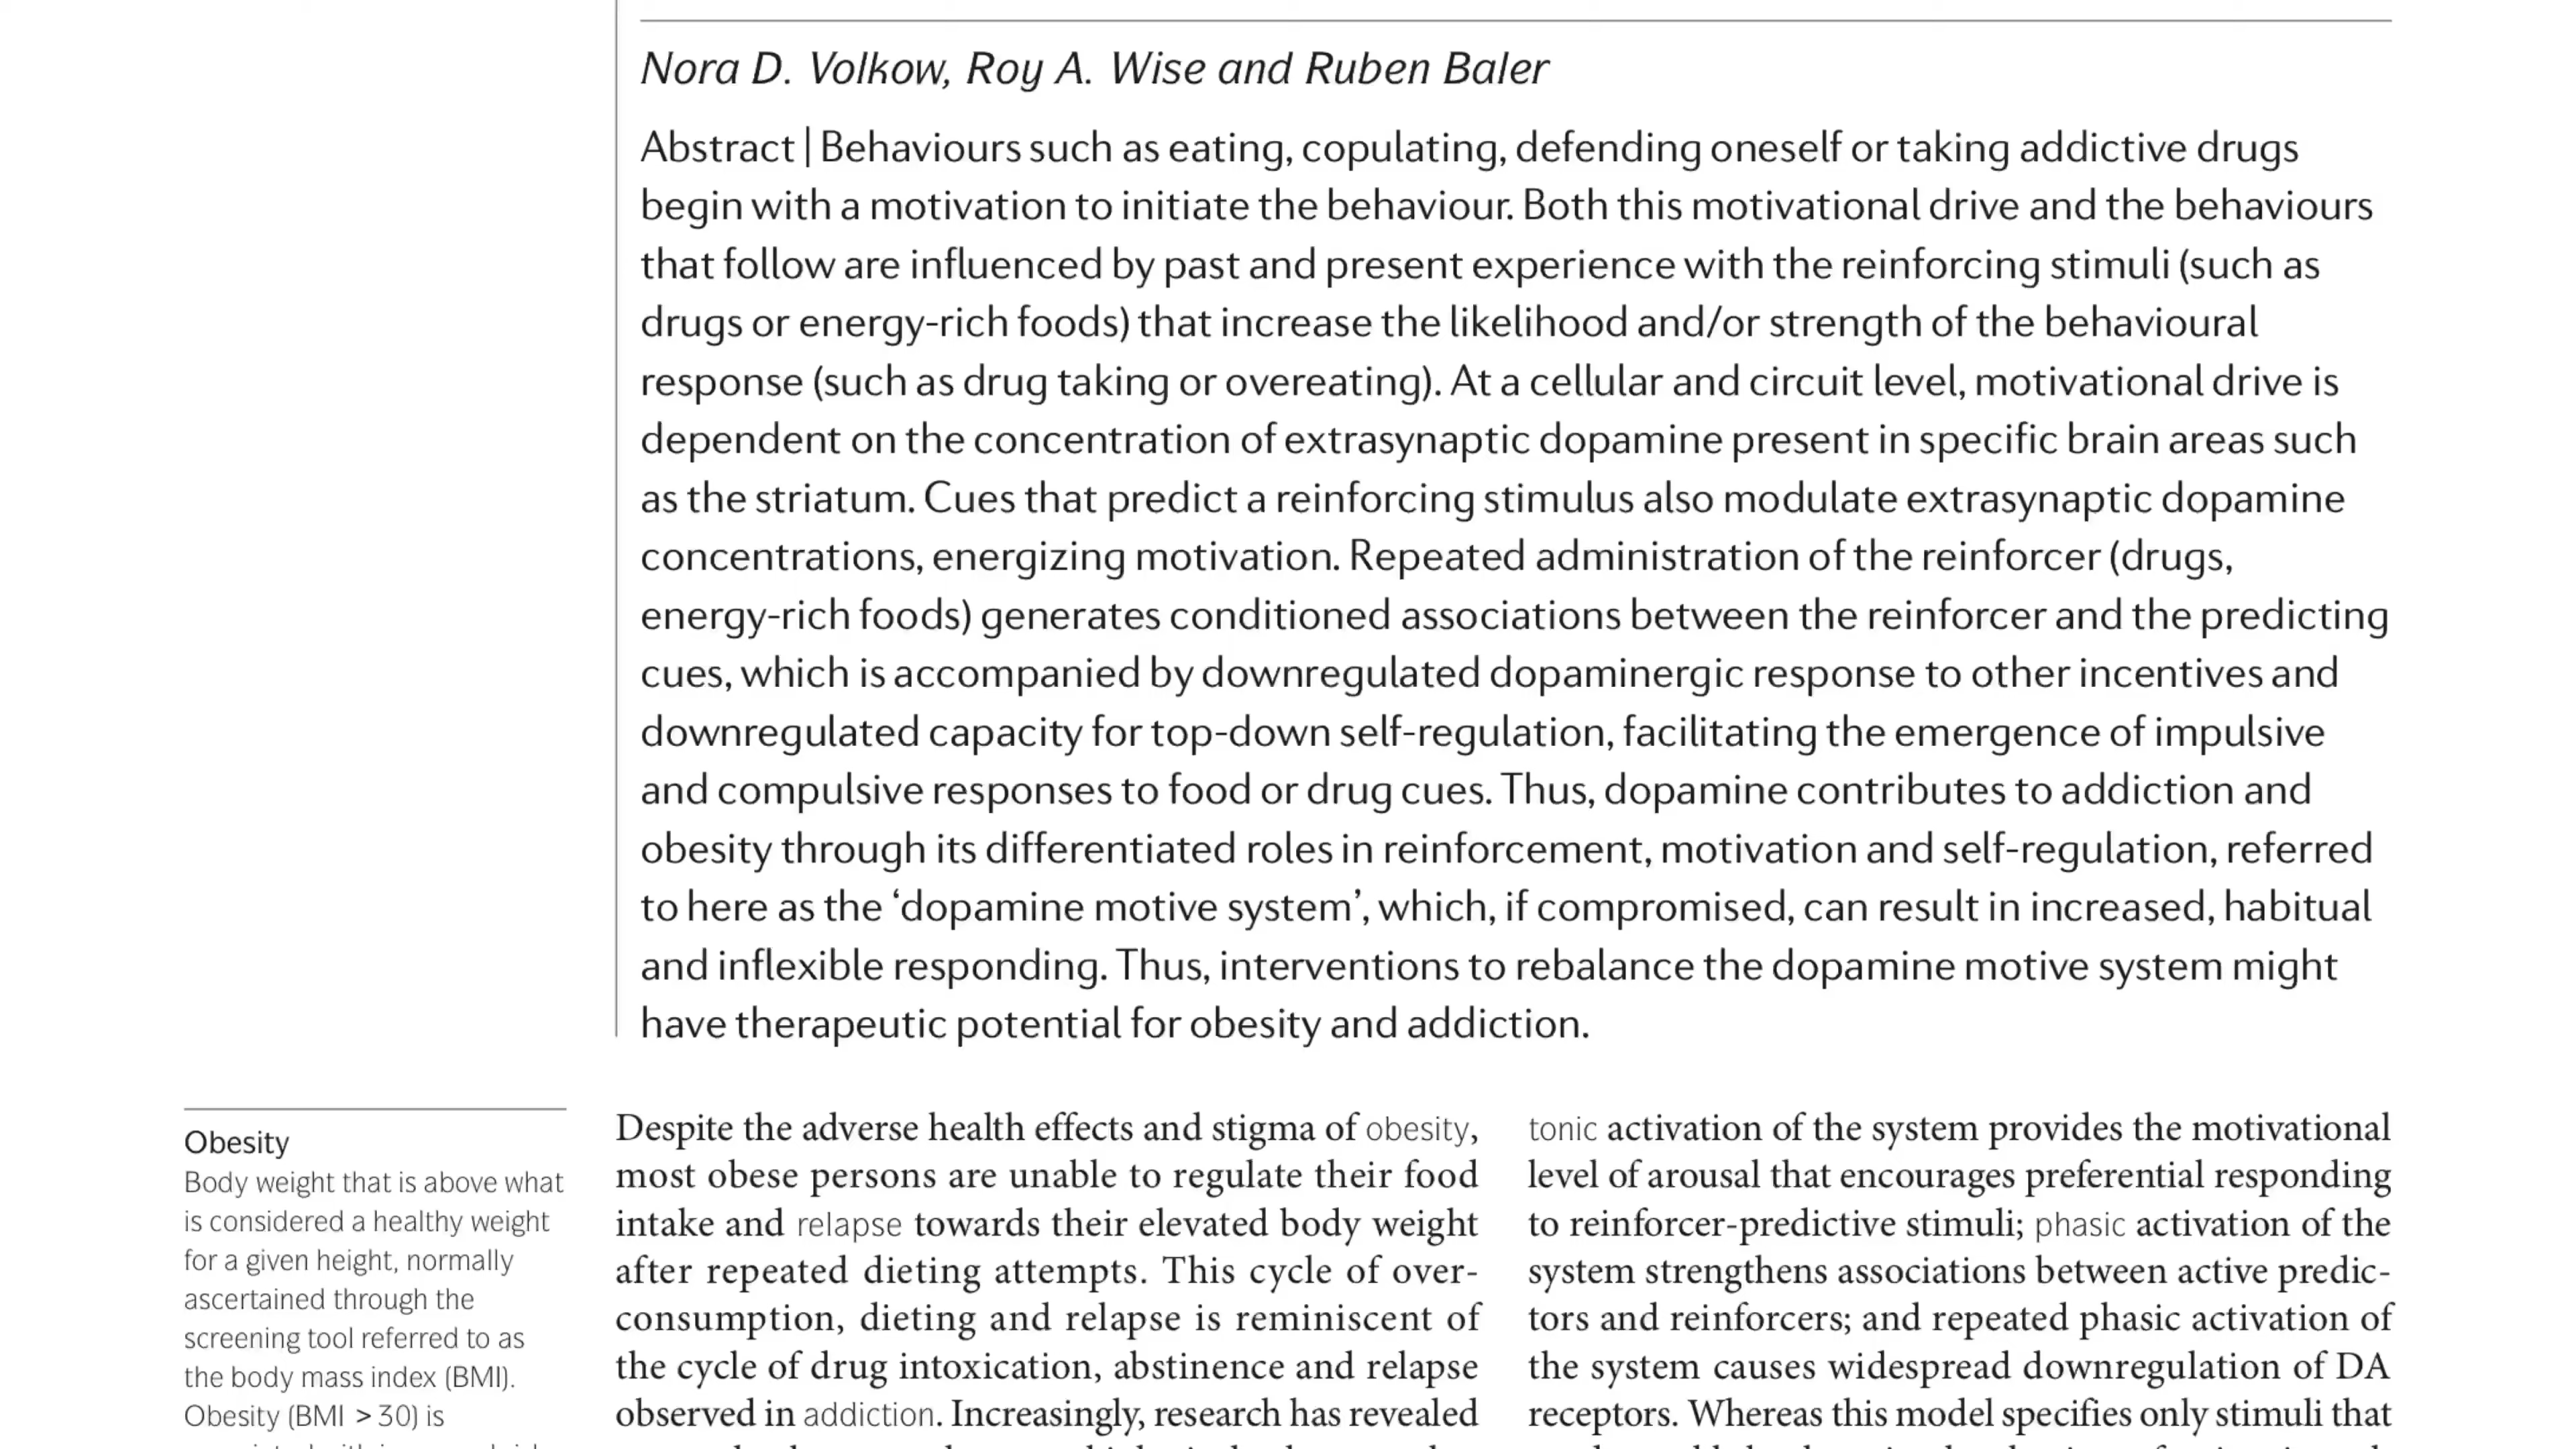 Nora D. Volkow, Roy A. Wise and Ruben Baler
Abstract | Behaviours such as eating, copulating, defending oneself or taking addictive drugs
begin with a motivation to initiate the behaviour. Both this motivational drive and the behaviours
that follow are influenced by past and present experience with the reinforcing stimuli (such as
drugs or energy-rich foods) that increase the likelihood and/or strength of the behavioural
response (such as drug taking or overeating). At a cellular and circuit level, motivational drive is
dependent on the concentration of extrasynaptic dopamine present in specific brain areas such
as the striatum. Cues that predict a reinforcing stimulus also modulate extrasynaptic dopamine
concentrations, energizing motivation. Repeated administration of the reinforcer (drugs,
energy-rich foods) generates conditioned associations between the reinforcer and the predicting
cues, which is accompanied by downregulated dopaminergic response to other incentives and
downregulated capacity for top-down self-regulation, facilitating the emergence of impulsive
and compulsive responses to food or drug cues. Thus, dopamine contributes to addiction and
obesity through its differentiated roles in reinforcement, motivation and self-regulation, referred
to here as the ‘dopamine motive system’, which, if compromised, can result in increased, habitual
and inflexible responding. Thus, interventions to rebalance the dopamine motive system might
have therapeutic potential for obesity and addiction.
Obesity
Body weight that is above what
is considered a healthy weight
for a given height, normally
ascertained through the
screening tool referred to as
the body mass index (BMI).
Obesity (BMI > 30) is
Despite the adverse health effects and stigma of obesity,
most obese persons are unable to regulate their food
intake and relapse towards their elevated body weight
after repeated dieting attempts. This cycle of over-
consumption, dieting and relapse is reminiscent of
the cycle of drug intoxication, abstinence and relapse
observed in addiction. Increasingly, research has revealed
tonic activation of the system provides the motivational
level of arousal that encourages preferential responding
to reinforcer-predictive stimuli; phasic activation of the
system strengthens associations between active predic-
tors and reinforcers; and repeated phasic activation of
the system causes widespread downregulation of DA
receptors. Whereas this model specifies only stimuli that